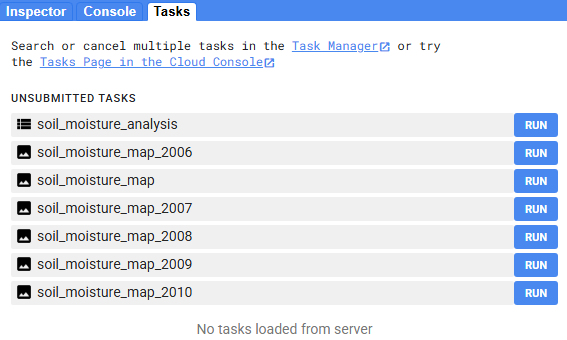 Inspector Console Tasks
Search or cancel multiple tasks in the Task Manager or try
the Tasks Page in the Cloud Console
UNSUBMITTED TASKS
soil_moisture_analysis RUN
soil_moisture_map_2006 RUN
soil_moisture_map RUN
soil_moisture_map_2007 RUN
soil_moisture_map_2008 RUN
soil_moisture_map_2009 RUN
soil_moisture_map_2010 RUN
No tasks loaded from server